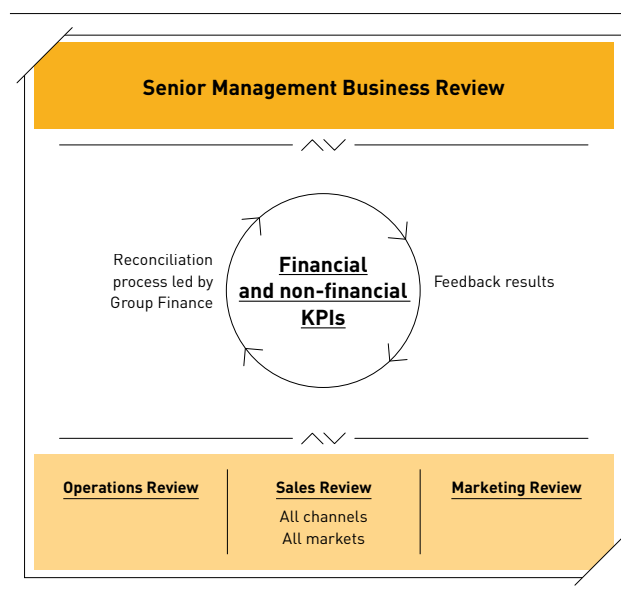 Senior Management Business Review
Reconciliation
process led by
Group Finance
Financial
and non-financial
KPIs
Feedback results
Operations Review
Sales Review
All channels
All markets
Marketing Review